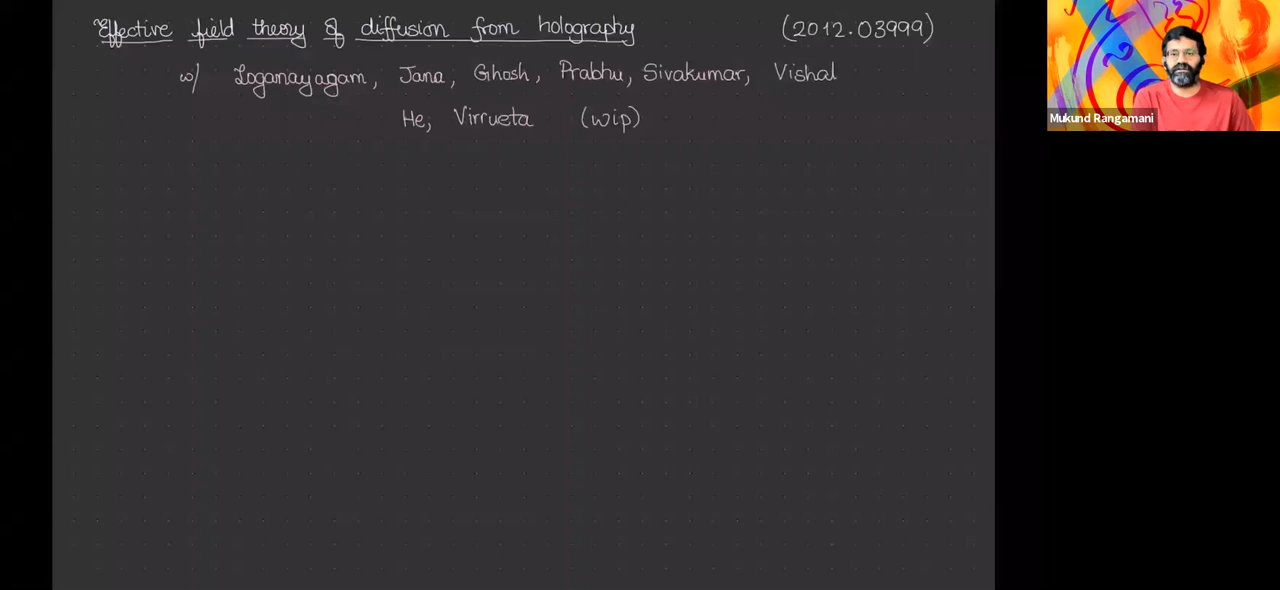 Effective field theory of diffusion from holography (2012.03999)
w/ Loganayagam, Jana, Ghosh, Prabhu, Sivakumar, Vishal
He, Virrueta (wip)
Mukund Rangamani